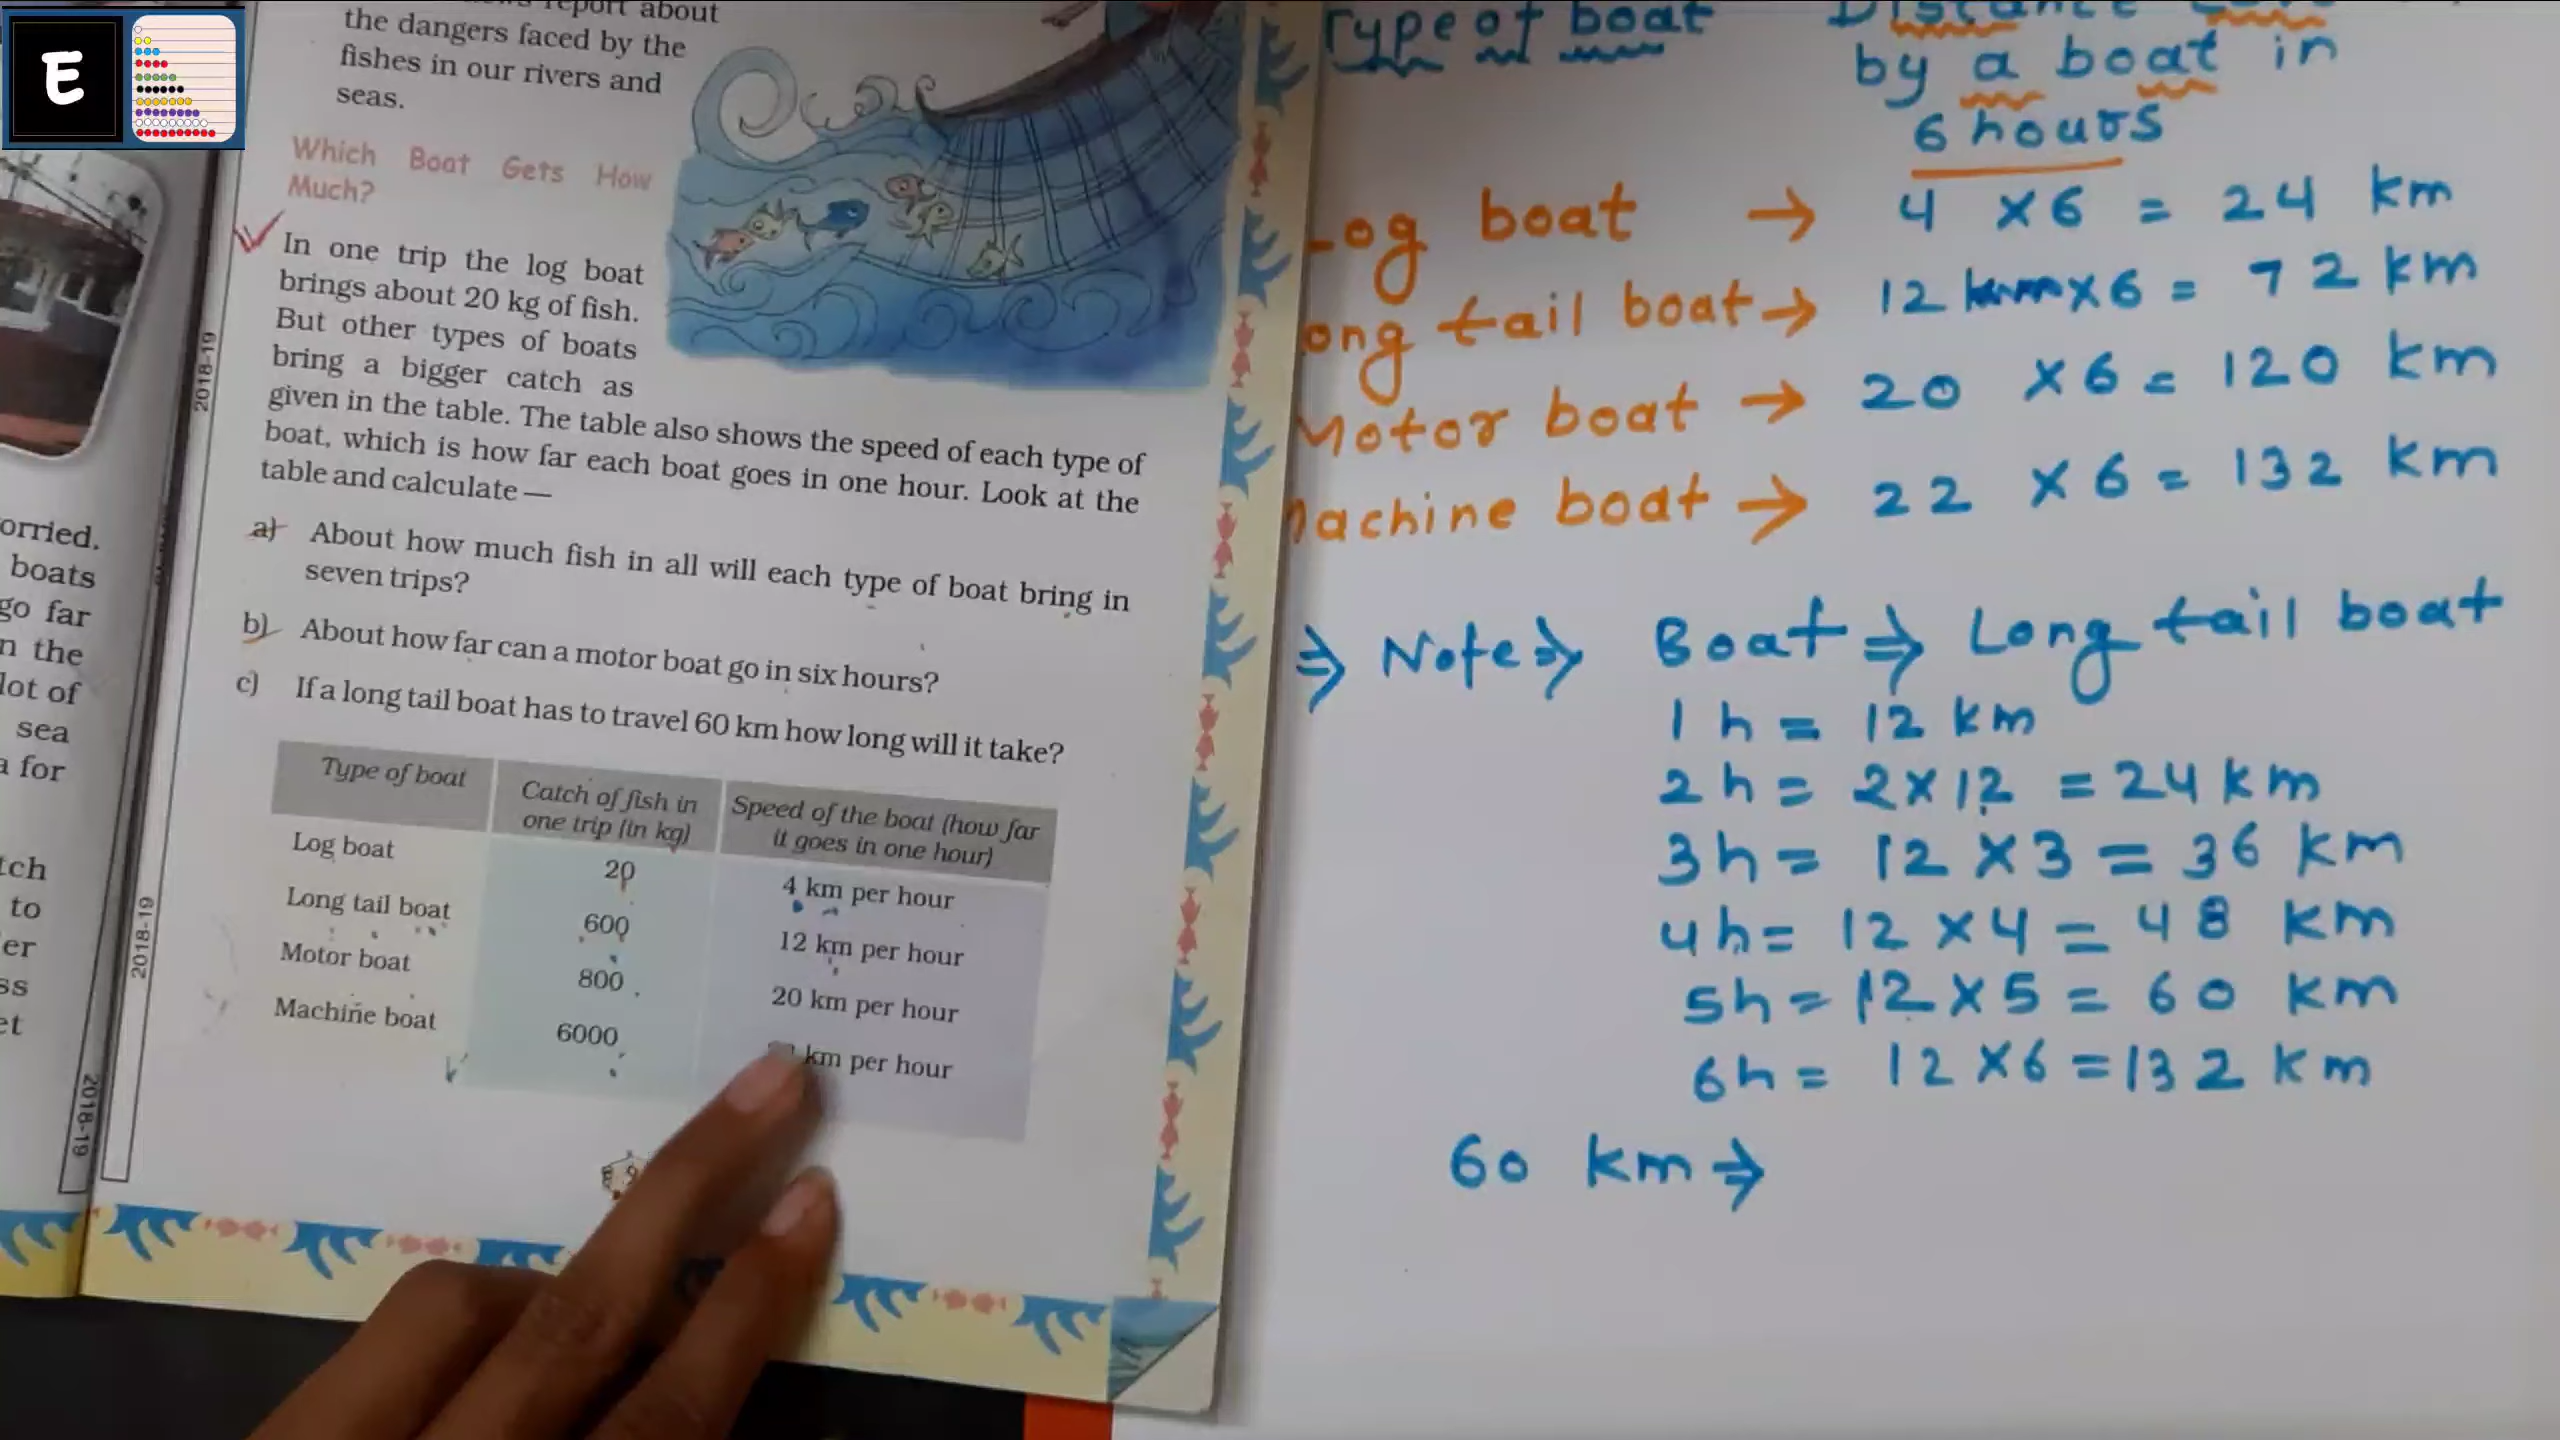 E
report about
the dangers faced by the
fishes in our rivers and
seas.
Which Boat Gets How
Much?
In one trip the log boat
brings about 20 kg of fish.
But other types of boats
bring a bigger catch as
given in the table. The table also shows the speed of each type of
boat, which is how far each boat goes in one hour. Look at the
table and calculate —
a) About how much fish in all will each type of boat bring in
seven trips?
b) About how far can a motor boat go in six hours?
c) If a long tail boat has to travel 60 km how long will it take?
Type of boat
Catch of fish in
one trip (in kg)
Speed of the boat (how far
it goes in one hour)
Log boat 20 4 km per hour
Long tail boat 600 12 km per hour
Motor boat 800 20 km per hour
Machine boat 6000 km per hour
2018-19
2018-19
2018-19
orried.
boats
go far
n the
lot of
sea
a for
tch
to
er
ss
et
Type of boat
Distance
by a boat in
6 hours
Log boat → 4 × 6 = 24 km
ong tail boat → 12 km × 6 = 72 km
Motor boat → 20 × 6 = 120 km
Machine boat → 22 × 6 = 132 km
⇒ Note ⇒ Boat ⇒ Long tail boat
1 h = 12 km
2 h = 2 × 12 = 24 km
3 h = 12 × 3 = 36 km
4 h = 12 × 4 = 48 km
5 h = 12 × 5 = 60 km
6 h = 12 × 6 = 132 km
60 km ⇒